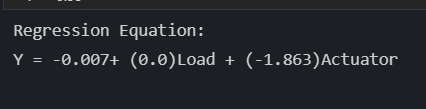 Regression Equation:
Y = -0.007+ (0.0)Load + (-1.863)Actuator